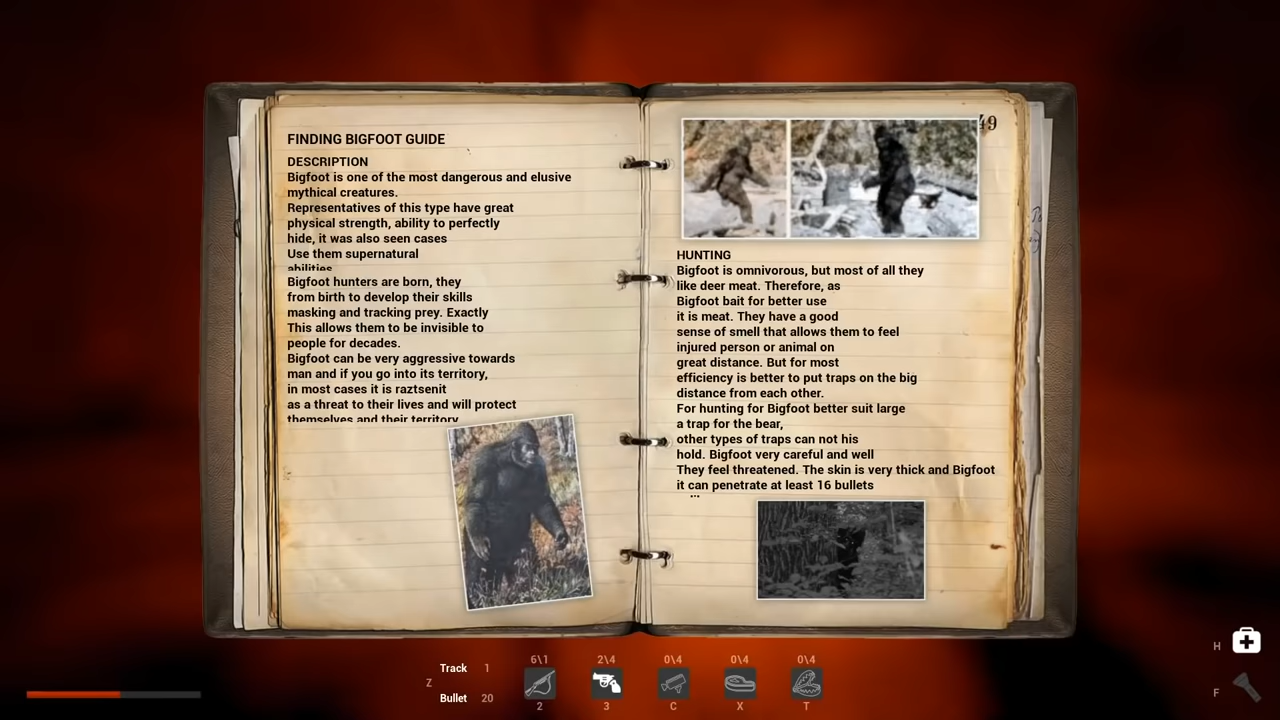 FINDING BIGFOOT GUIDE
DESCRIPTION
Bigfoot is one of the most dangerous and elusive
mythical creatures.
Representatives of this type have great
physical strength, ability to perfectly
hide, it was also seen cases
Use them supernatural
abilities
Bigfoot hunters are born, they
from birth to develop their skills
masking and tracking prey. Exactly
This allows them to be invisible to
people for decades.
Bigfoot can be very aggressive towards
man and if you go into its territory,
in most cases it is raztsenit
as a threat to their lives and will protect
themselves and their territory
49
HUNTING
Bigfoot is omnivorous, but most of all they
like deer meat. Therefore, as
Bigfoot bait for better use
it is meat. They have a good
sense of smell that allows them to feel
injured person or animal on
great distance. But for most
efficiency is better to put traps on the big
distance from each other.
For hunting for Bigfoot better suit large
a trap for the bear,
other types of traps can not his
hold. Bigfoot very careful and well
They feel threatened. The skin is very thick and Bigfoot
it can penetrate at least 16 bullets
Track 1
Z
Bullet 20
6\1 2\4 0\4 0\4 0\4
2 3 C X T
H
F